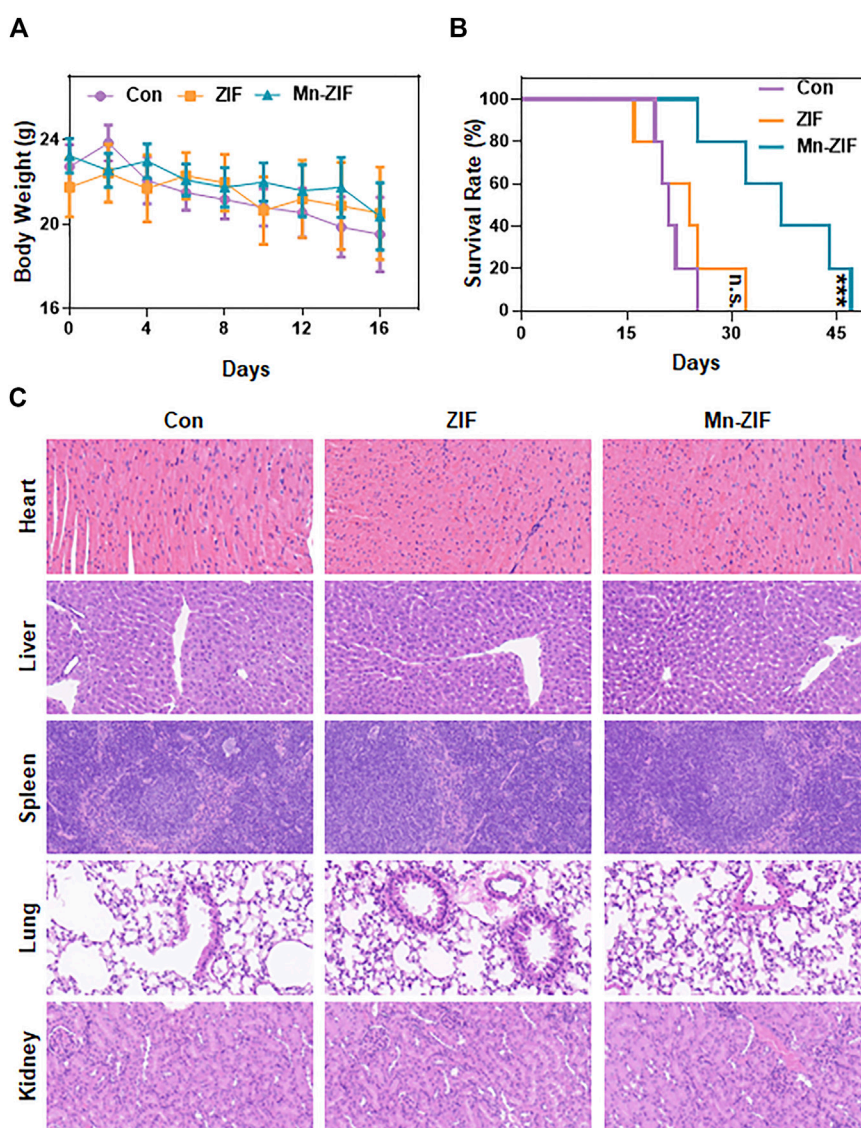 A
Con ZIF Mn-ZIF
24
20
16
Body Weight (g)
0 4 8 12 16
Days
B
Con
ZIF
Mn-ZIF
100
80
60
40
20
0
Survival Rate (%)
n.s.
***
0 15 30 45
Days
C
Con ZIF Mn-ZIF
Heart
Liver
Spleen
Lung
Kidney